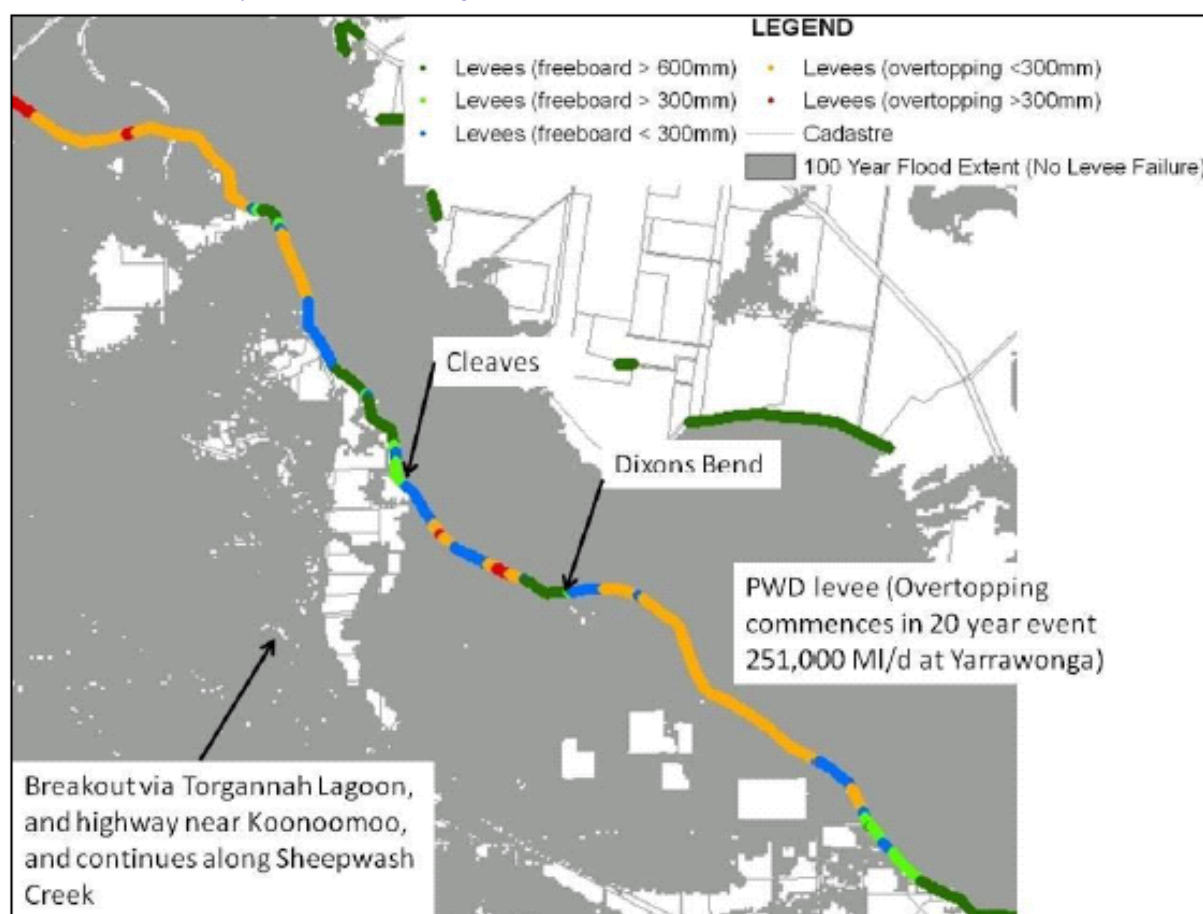 LEGEND
Levees (freeboard > 600mm)
Levees (freeboard > 300mm)
Levees (freeboard < 300mm)
Levees (overtopping <300mm)
Levees (overtopping >300mm)
Cadastre
100 Year Flood Extent (No Levee Failure)
Cleaves
Dixons Bend
PWD levee (Overtopping
commences in 20 year event
251,000 Ml/d at Yarrawonga)
Breakout via Torgannah Lagoon,
and highway near Koonoomoo,
and continues along Sheepwash
Creek